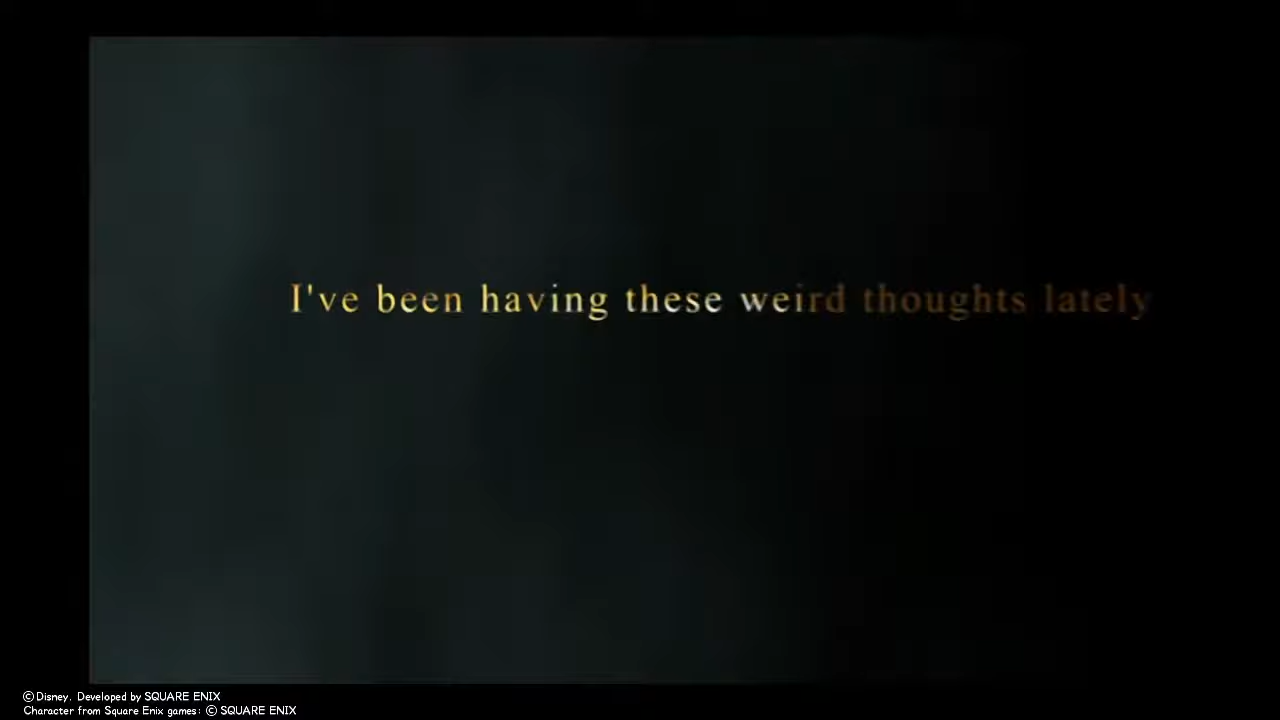 I've been having these weird thoughts lately
©Disney. Developed by SQUARE ENIX
Character from Square Enix games: © SQUARE ENIX